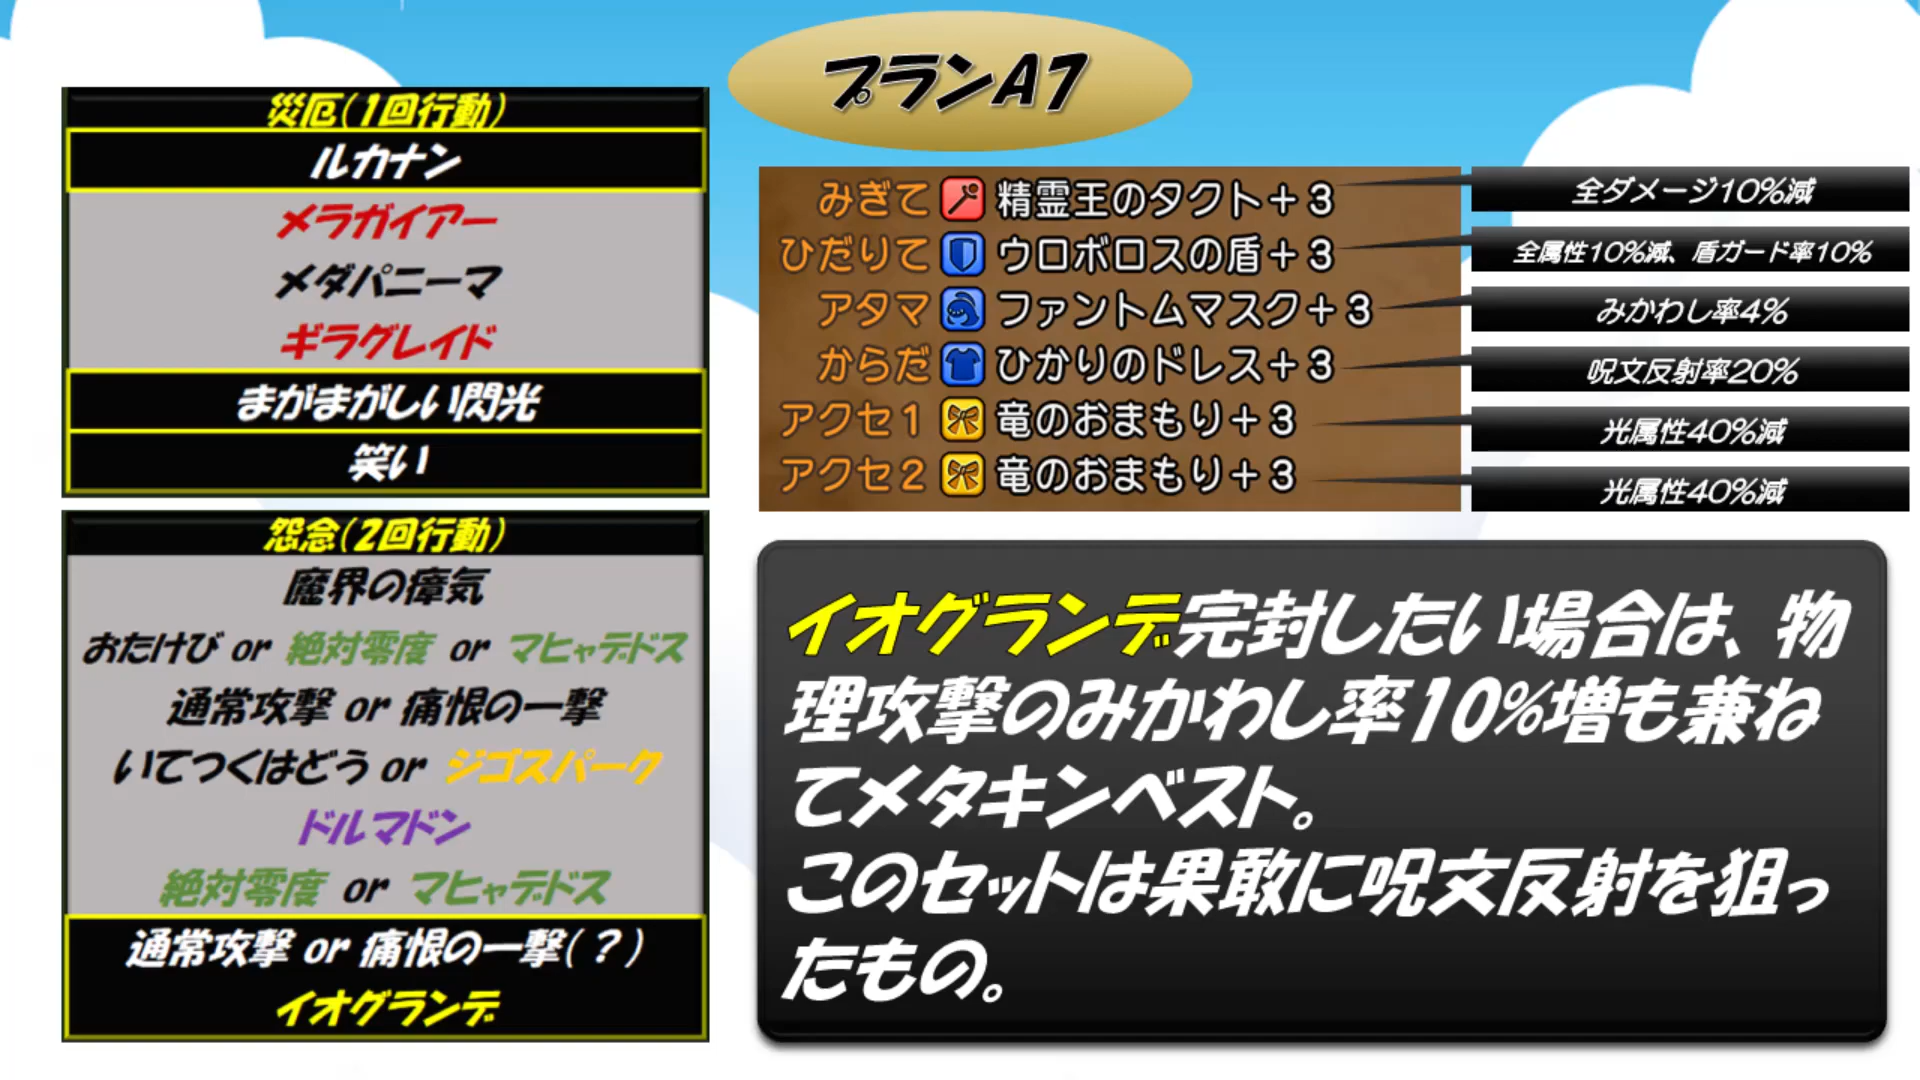 プランA7
災厄(1回行動)
ルカナン
メラガイアー
メダパニーマ
ギラグレイド
まがまがしい閃光
笑い
怨念(2回行動)
魔界の瘴気
おたけび or 絶対零度 or マヒャデドス
通常攻撃 or 痛恨の一撃
いてつくはどう or ジゴスパーク
ドルマドン
絶対零度 or マヒャデドス
通常攻撃 or 痛恨の一撃(？)
イオグランデ
みぎて 精霊王のタクト＋3 全ダメージ10%減
ひだりて ウロボロスの盾＋3 全属性10%減、盾ガード率10%
アタマ ファントムマスク＋3 みかわし率4%
からだ ひかりのドレス＋3 呪文反射率20%
アクセ1 竜のおまもり＋3 光属性40%減
アクセ2 竜のおまもり＋3 光属性40%減
イオグランデ完封したい場合は、物
理攻撃のみかわし率10%増も兼ね
てメタキンベスト。
このセットは果敢に呪文反射を狙っ
たもの。